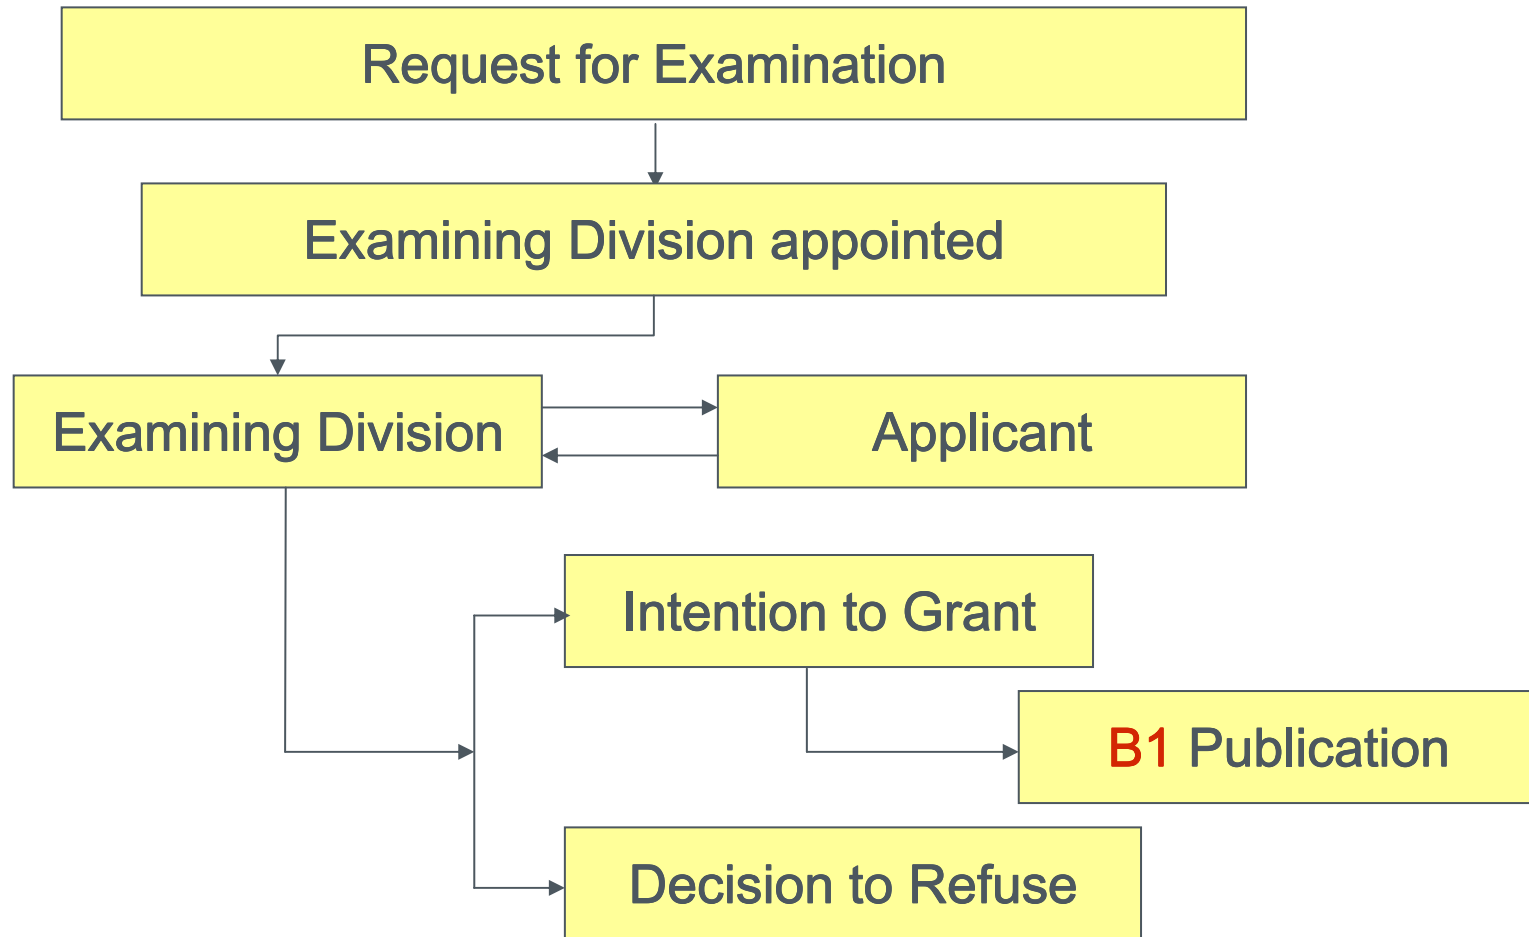 Request for Examination
Examining Division appointed
Examining Division
Applicant
Intention to Grant
B1 Publication
Decision to Refuse